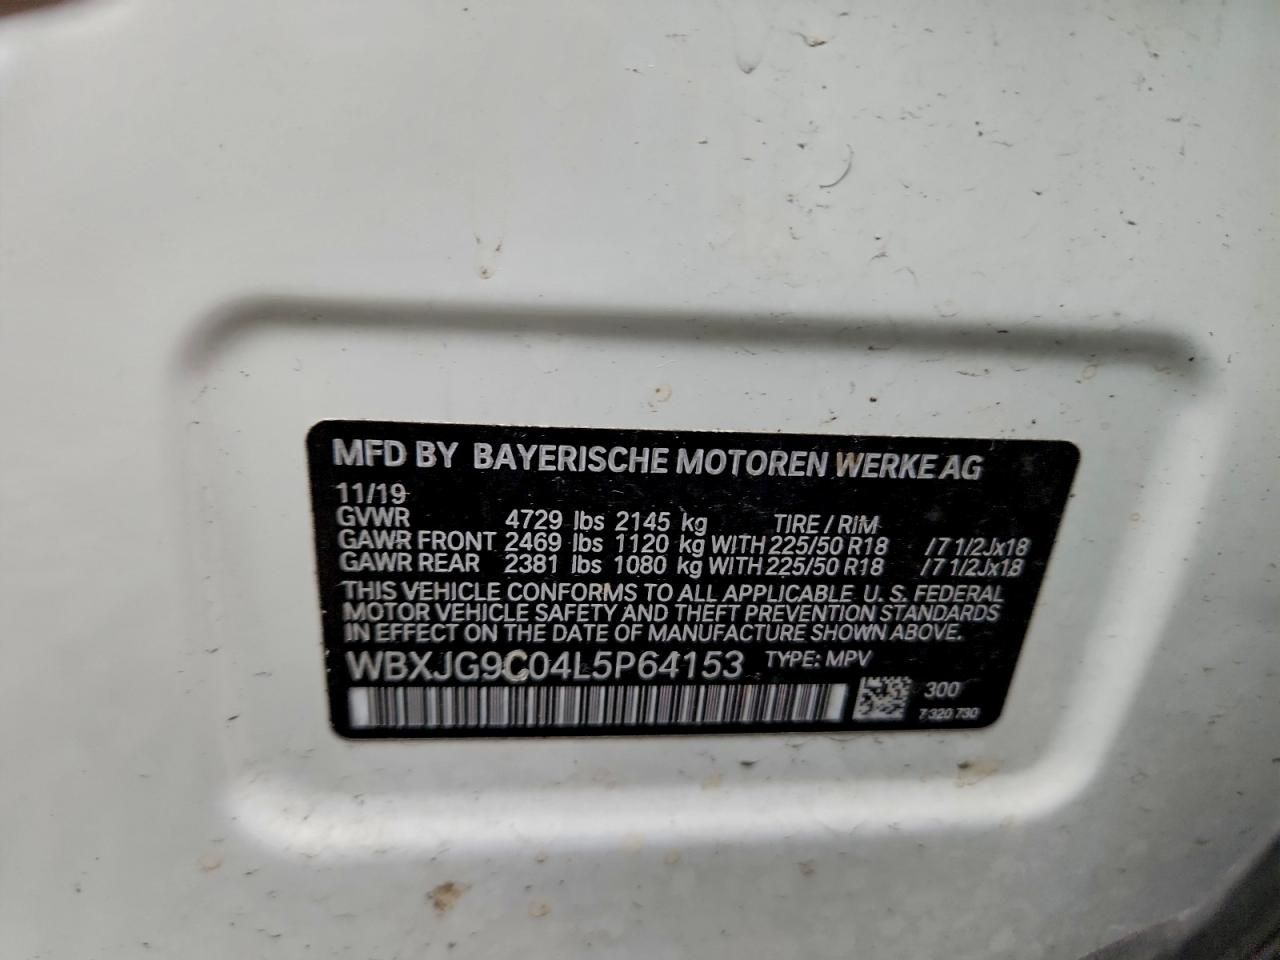 MFD BY BAYERISCHE MOTOREN WERKE AG
11/19
GVWR 4729 lbs 2145 kg TIRE / RIM
GAWR FRONT 2469 lbs 1120 kg WITH 225/50 R18 /7 1/2Jx18
GAWR REAR 2381 lbs 1080 kg WITH 225/50 R18 /7 1/2Jx18
THIS VEHICLE CONFORMS TO ALL APPLICABLE U. S. FEDERAL
MOTOR VEHICLE SAFETY AND THEFT PREVENTION STANDARDS
IN EFFECT ON THE DATE OF MANUFACTURE SHOWN ABOVE.
WBXJG9C04L5P64153 TYPE: MPV
300
7 320 730